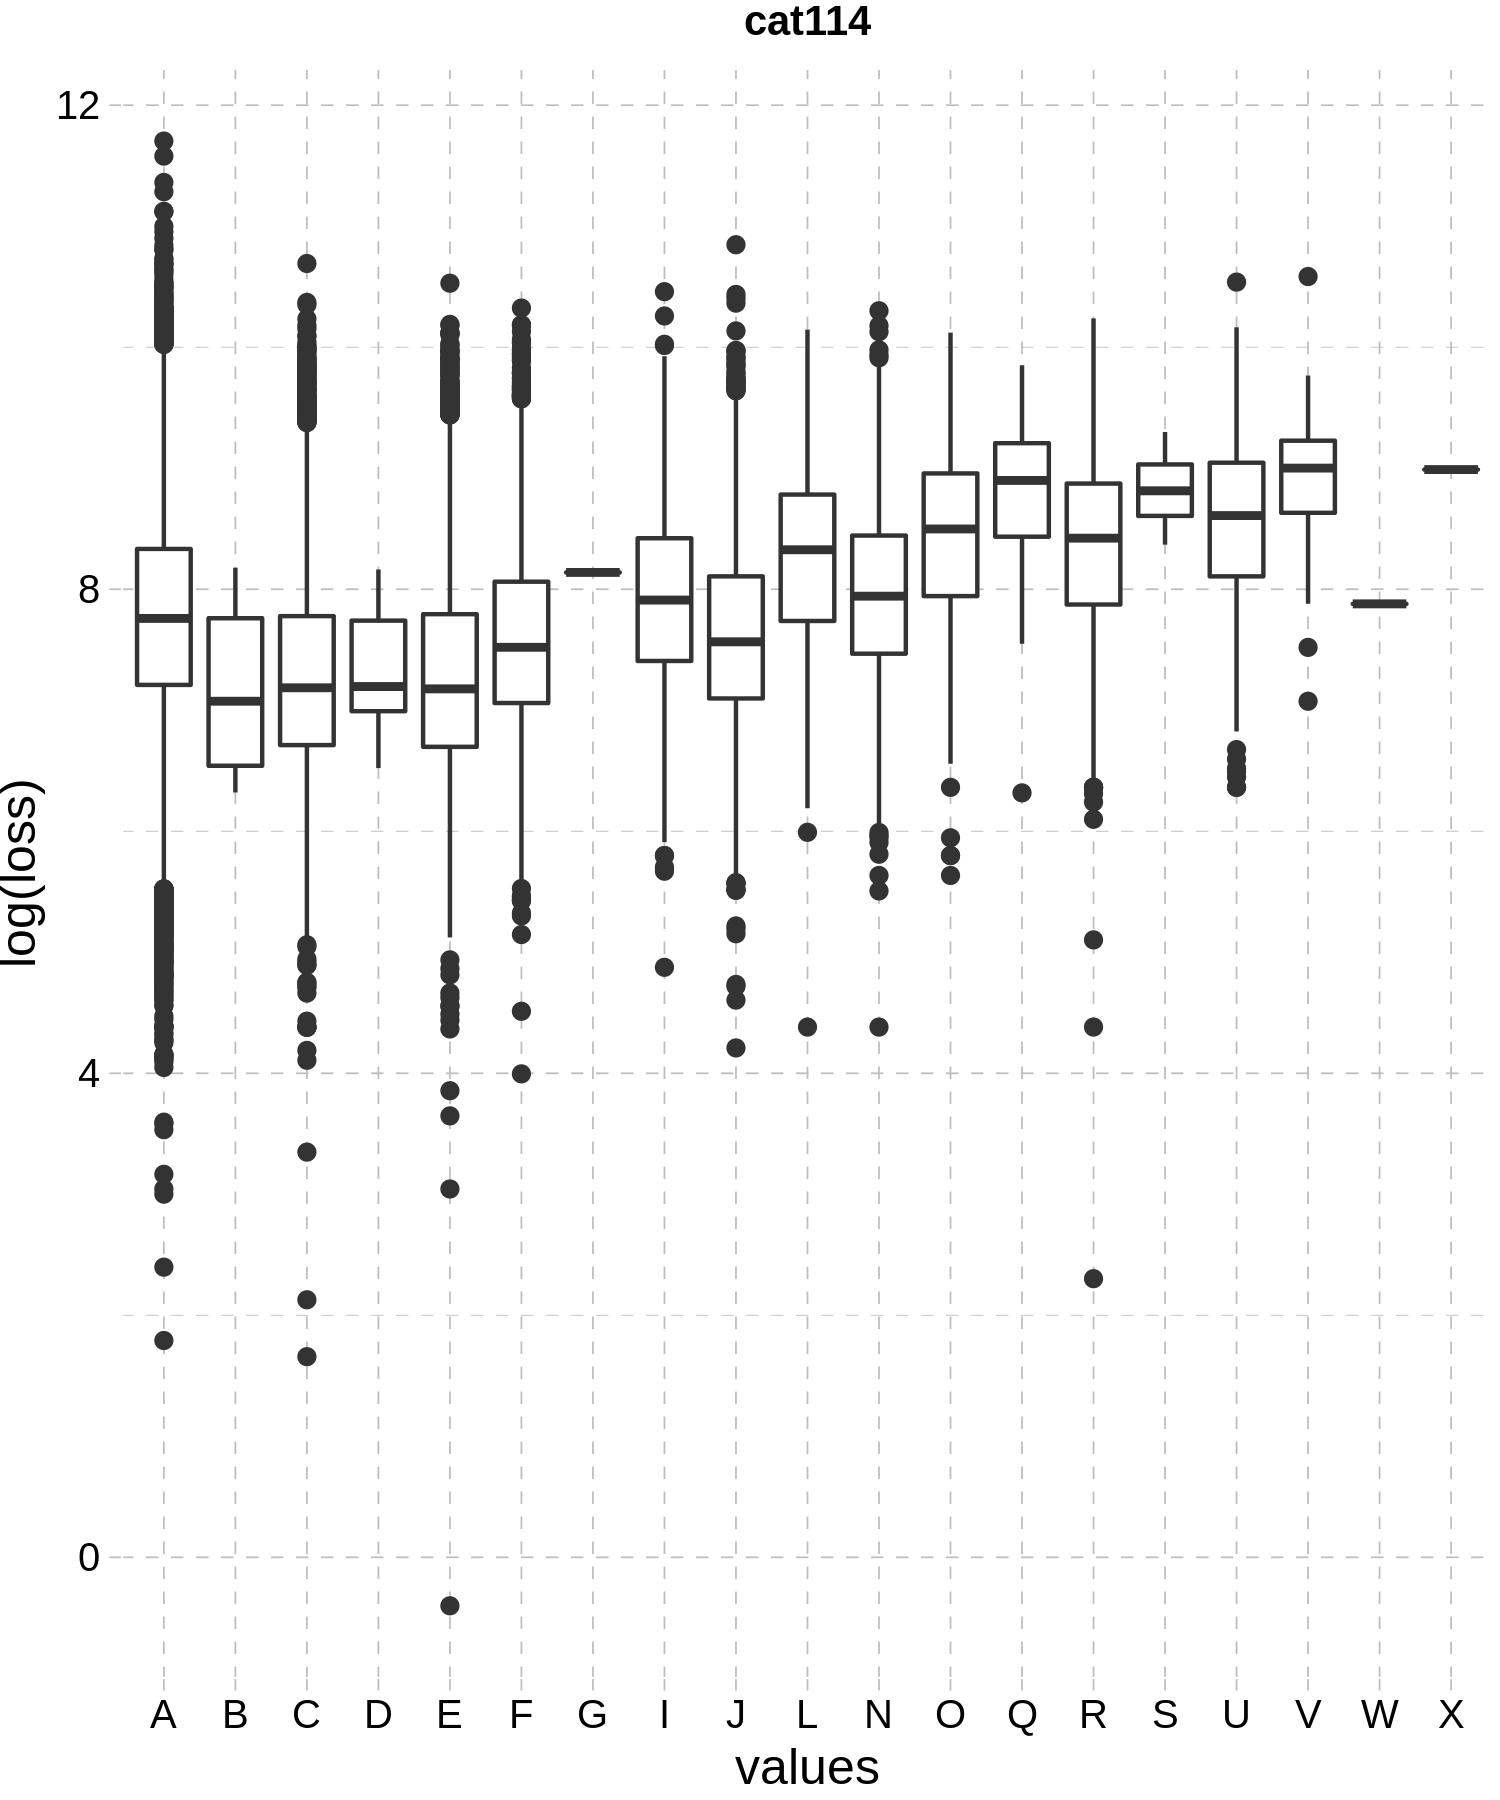 cat114
12
8
4
0
log(loss)
A B C D E F G I J L N O Q R S U V W X
values